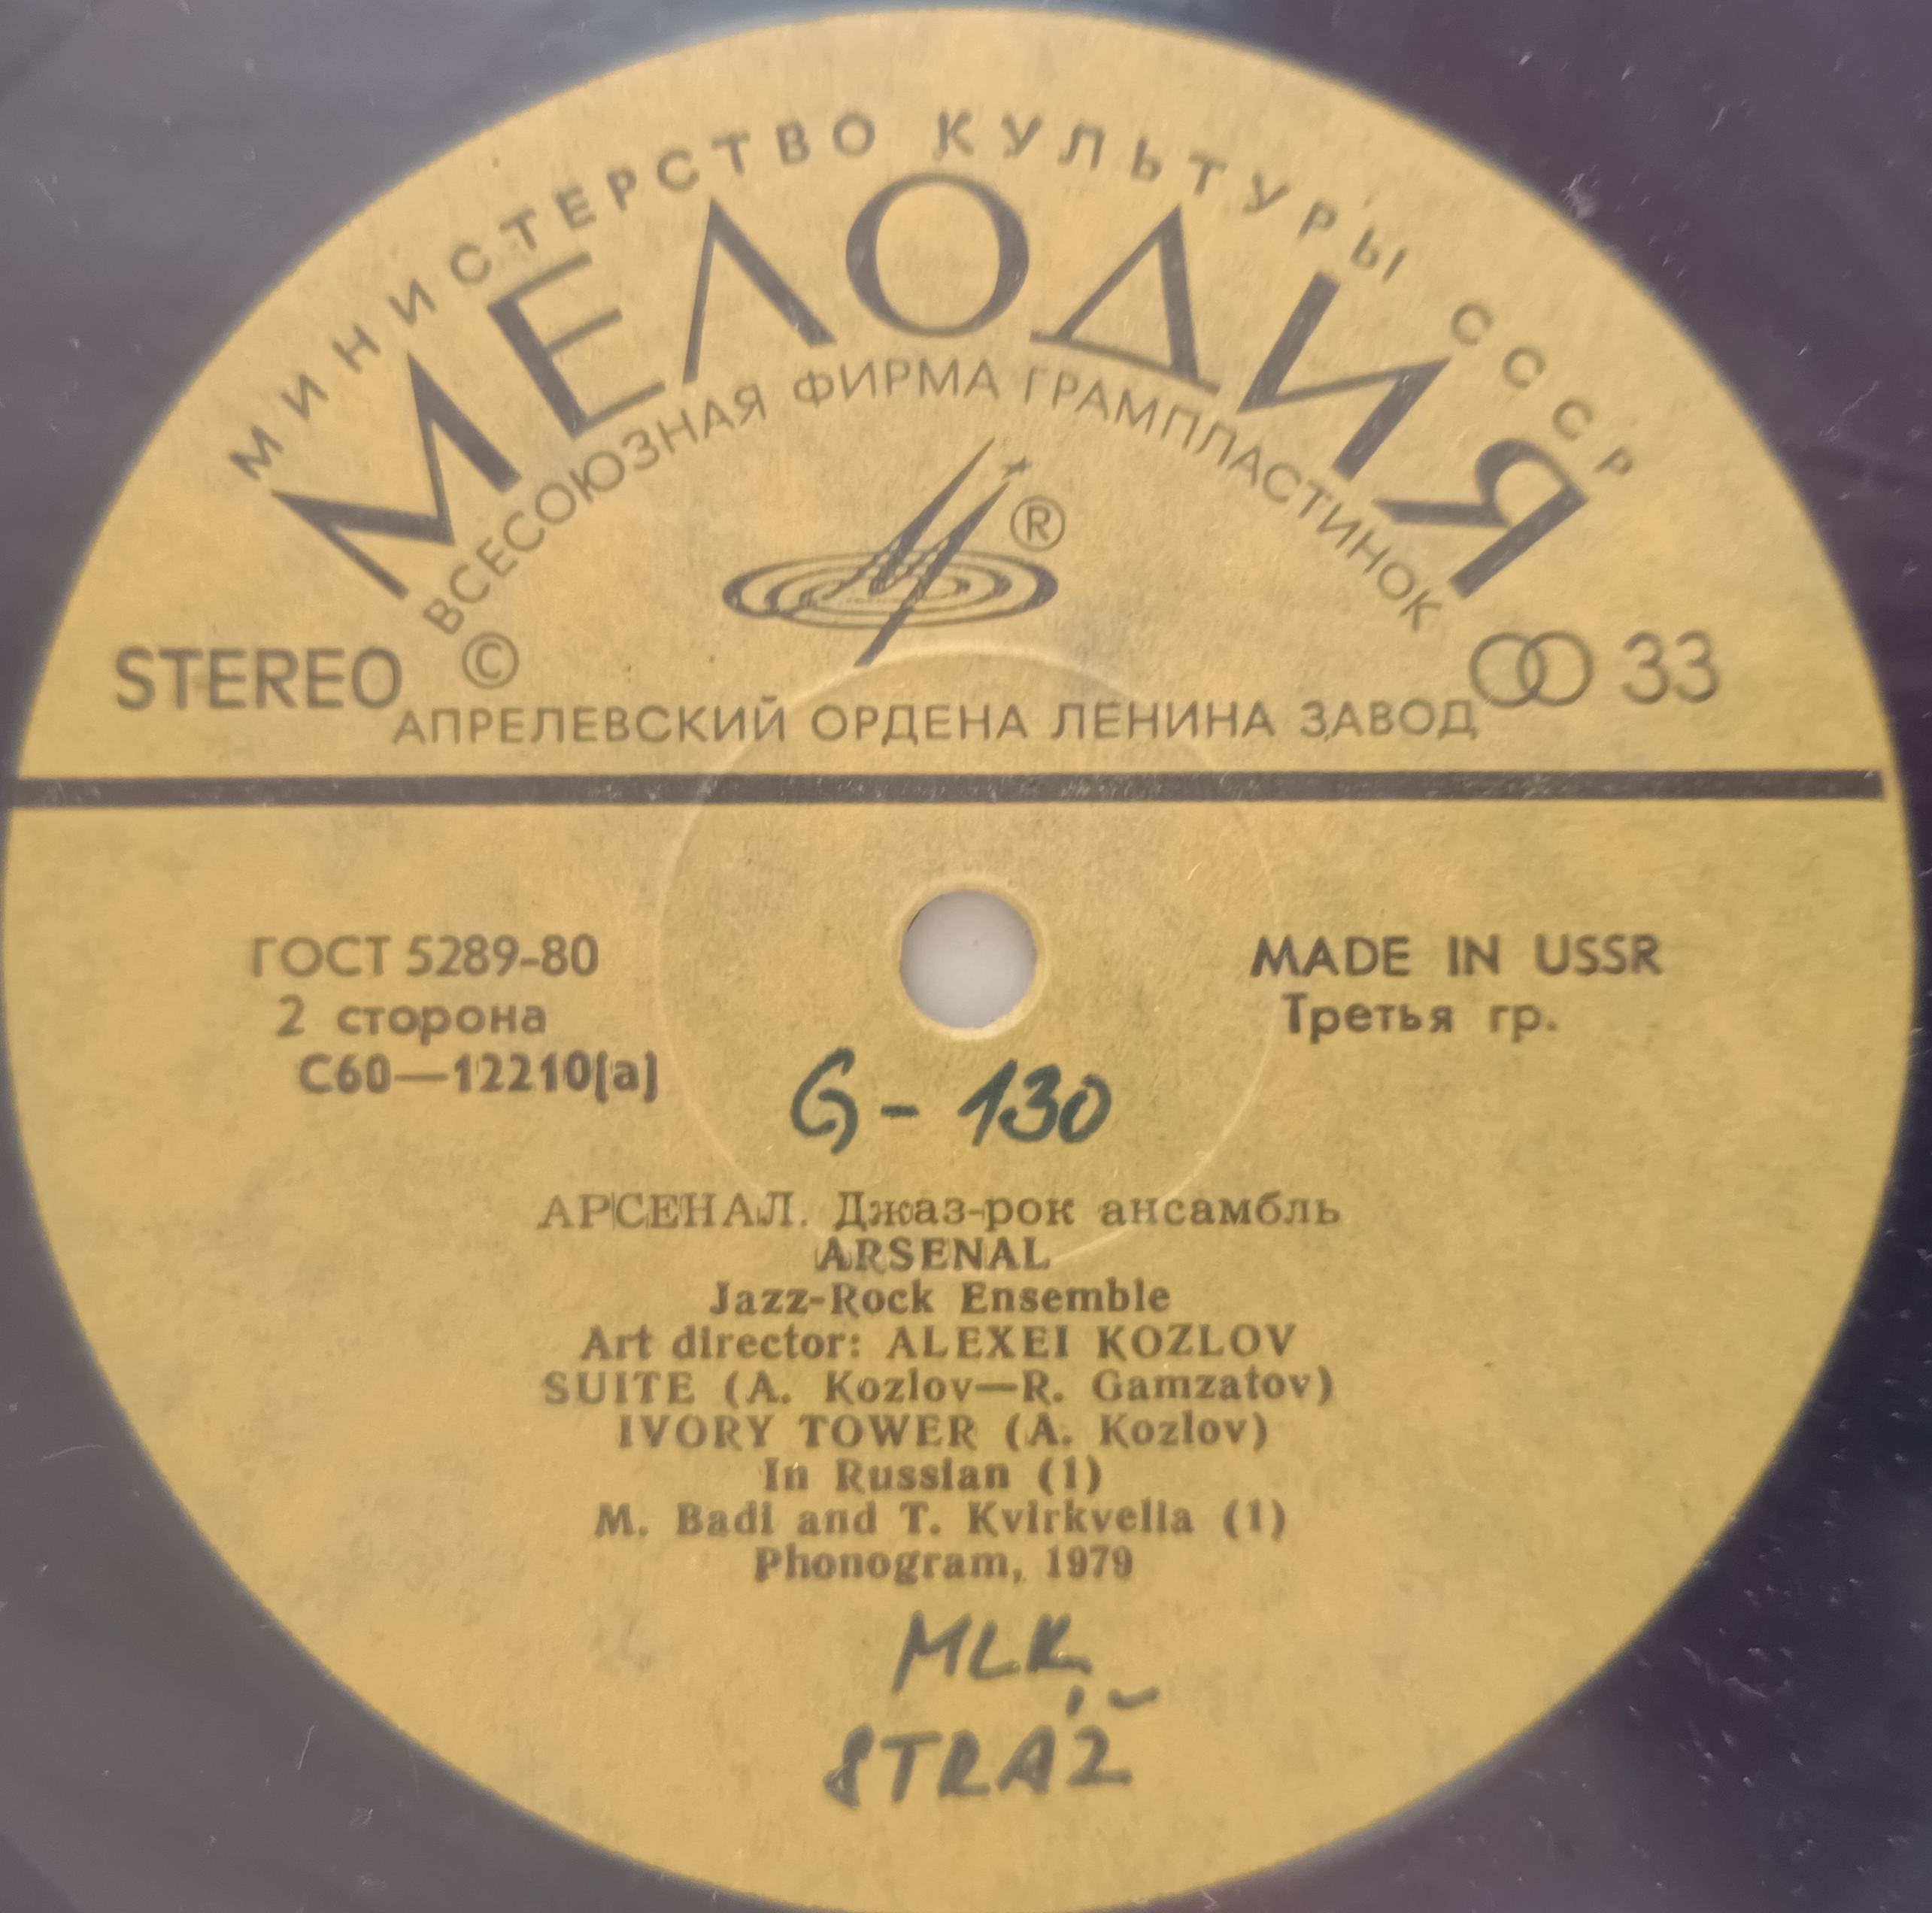 МИНИСТЕРСТВО КУЛЬТУРЫ СССР
МЕЛОДИЯ
ВСЕСОЮЗНАЯ ФИРМА ГРАМПЛАСТИНОК
®
STEREO © 33
АПРЕЛЕВСКИЙ ОРДЕНА ЛЕНИНА ЗАВОД
ГОСТ 5289-80
2 сторона
С60—12210(а)
MADE IN USSR
Третья гр.
G-130
АРСЕНАЛ. Джаз-рок ансамбль
ARSENAL
Jazz-Rock Ensemble
Art director: ALEXEI KOZLOV
SUITE (A. Kozlov—R. Gamzatov)
IVORY TOWER (A. Kozlov)
In Russian (1)
M. Badi and T. Kvirkvelia (1)
Phonogram, 1979
MLK
STRÁŽ